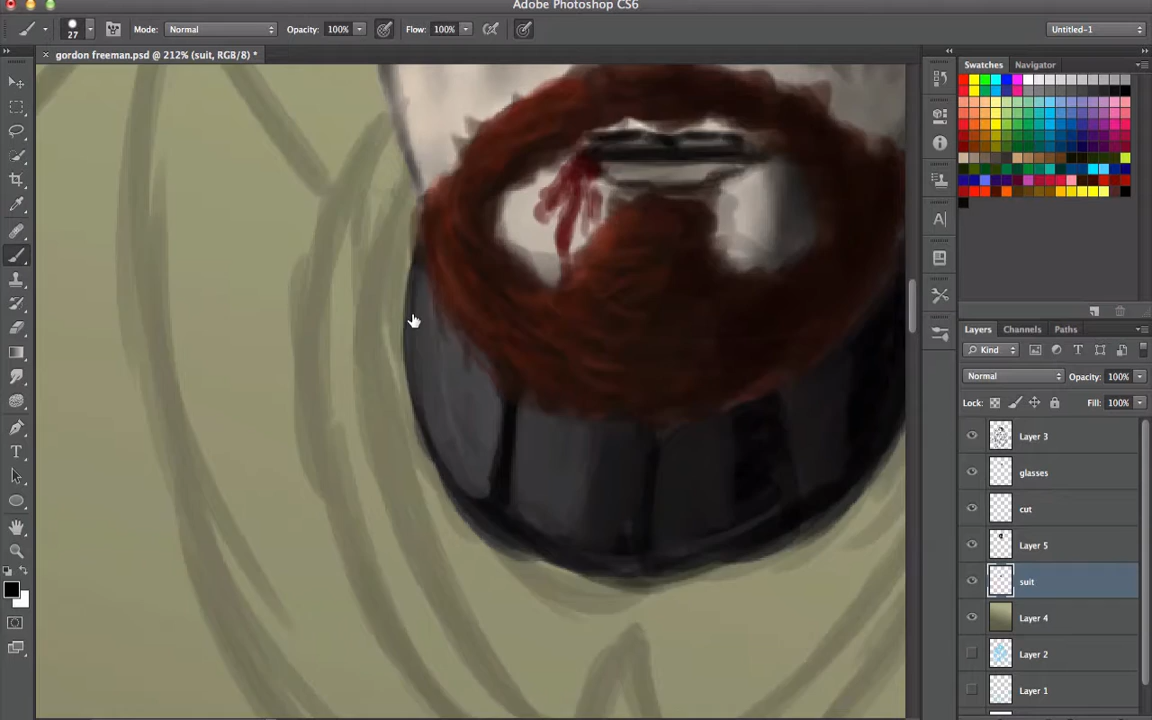 Adobe Photoshop CS6
27
Mode: Normal
Opacity: 100%
Flow: 100%
Untitled-1
× gordon freeman.psd @ 212% (suit, RGB/8) *
Swatches Navigator
Layers Channels Paths
Kind
Normal
Opacity: 100%
Lock:
Fill: 100%
Layer 3
glasses
cut
Layer 5
suit
Layer 4
Layer 2
Layer 1